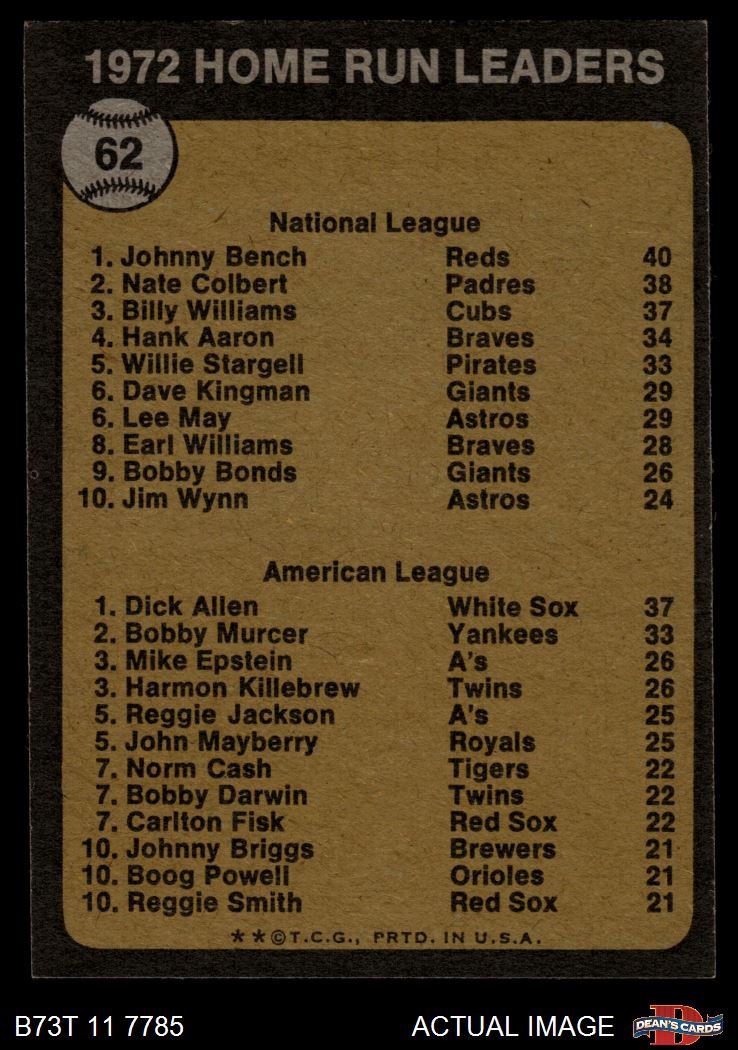 1972 HOME RUN LEADERS
62
National League
1. Johnny Bench Reds 40
2. Nate Colbert Padres 38
3. Billy Williams Cubs 37
4. Hank Aaron Braves 34
5. Willie Stargell Pirates 33
6. Dave Kingman Giants 29
6. Lee May Astros 29
8. Earl Williams Braves 28
9. Bobby Bonds Giants 26
10. Jim Wynn Astros 24
American League
1. Dick Allen White Sox 37
2. Bobby Murcer Yankees 33
3. Mike Epstein A's 26
3. Harmon Killebrew Twins 26
5. Reggie Jackson A's 25
5. John Mayberry Royals 25
7. Norm Cash Tigers 22
7. Bobby Darwin Twins 22
7. Carlton Fisk Red Sox 22
10. Johnny Briggs Brewers 21
10. Boog Powell Orioles 21
10. Reggie Smith Red Sox 21
**©T.C.G., PRTD. IN U.S.A.
B73T 11 7785 ACTUAL IMAGE D DEAN'S CARDS